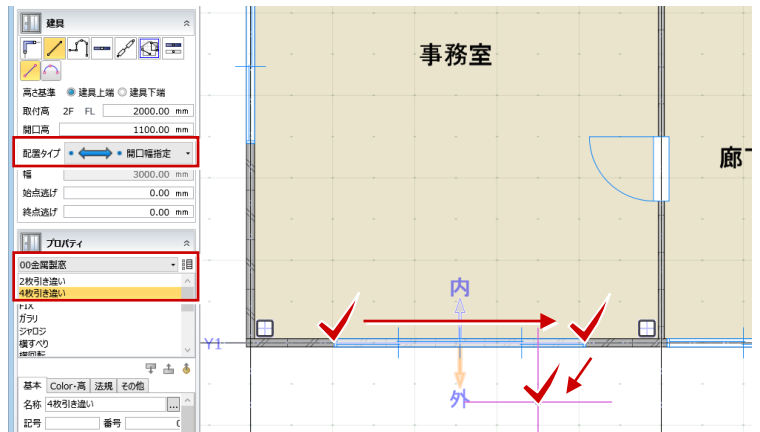 建具
高さ基準 建具上端 建具下端
取付高 2F FL 2000.00 mm
開口高 1100.00 mm
配置タイプ 開口幅指定
幅 3000.00 mm
始点逃げ 0.00 mm
終点逃げ 0.00 mm
プロパティ
00金属製窓
2枚引き違い
4枚引き違い
FIX
ガラリ
ジャロジ
横すべり
横回転
基本 Color・高 法規 その他
名称 4枚引き違い ...
記号 番号
事務室
廊下
内
Y1
外